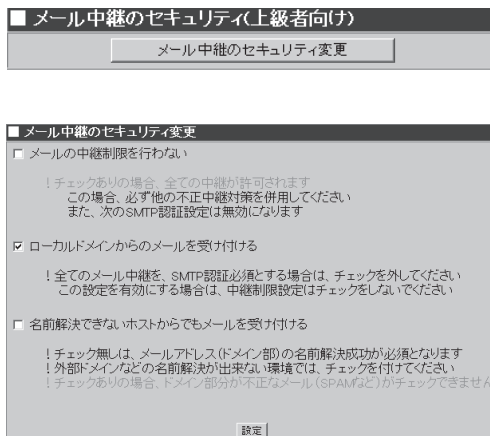 ■ メール中継のセキュリティ(上級者向け)
メール中継のセキュリティ変更
■ メール中継のセキュリティ変更
メールの中継制限を行わない
！チェックありの場合、全ての中継が許可されます
この場合、必ず他の不正中継対策を併用してください
また、次のSMTP認証設定は無効になります
ローカルドメインからのメールを受け付ける
！全てのメール中継を、SMTP認証必須とする場合は、チェックを外してください
この設定を有効にする場合は、中継制限設定はチェックをしないでください
名前解決できないホストからでもメールを受け付ける
！チェック無しは、メールアドレス(ドメイン部)の名前解決成功が必須となります
！外部ドメインなどの名前解決が出来ない環境では、チェックを付けてください
！チェックありの場合、ドメイン部分が不正なメール(SPAMなど)がチェックできません
設定